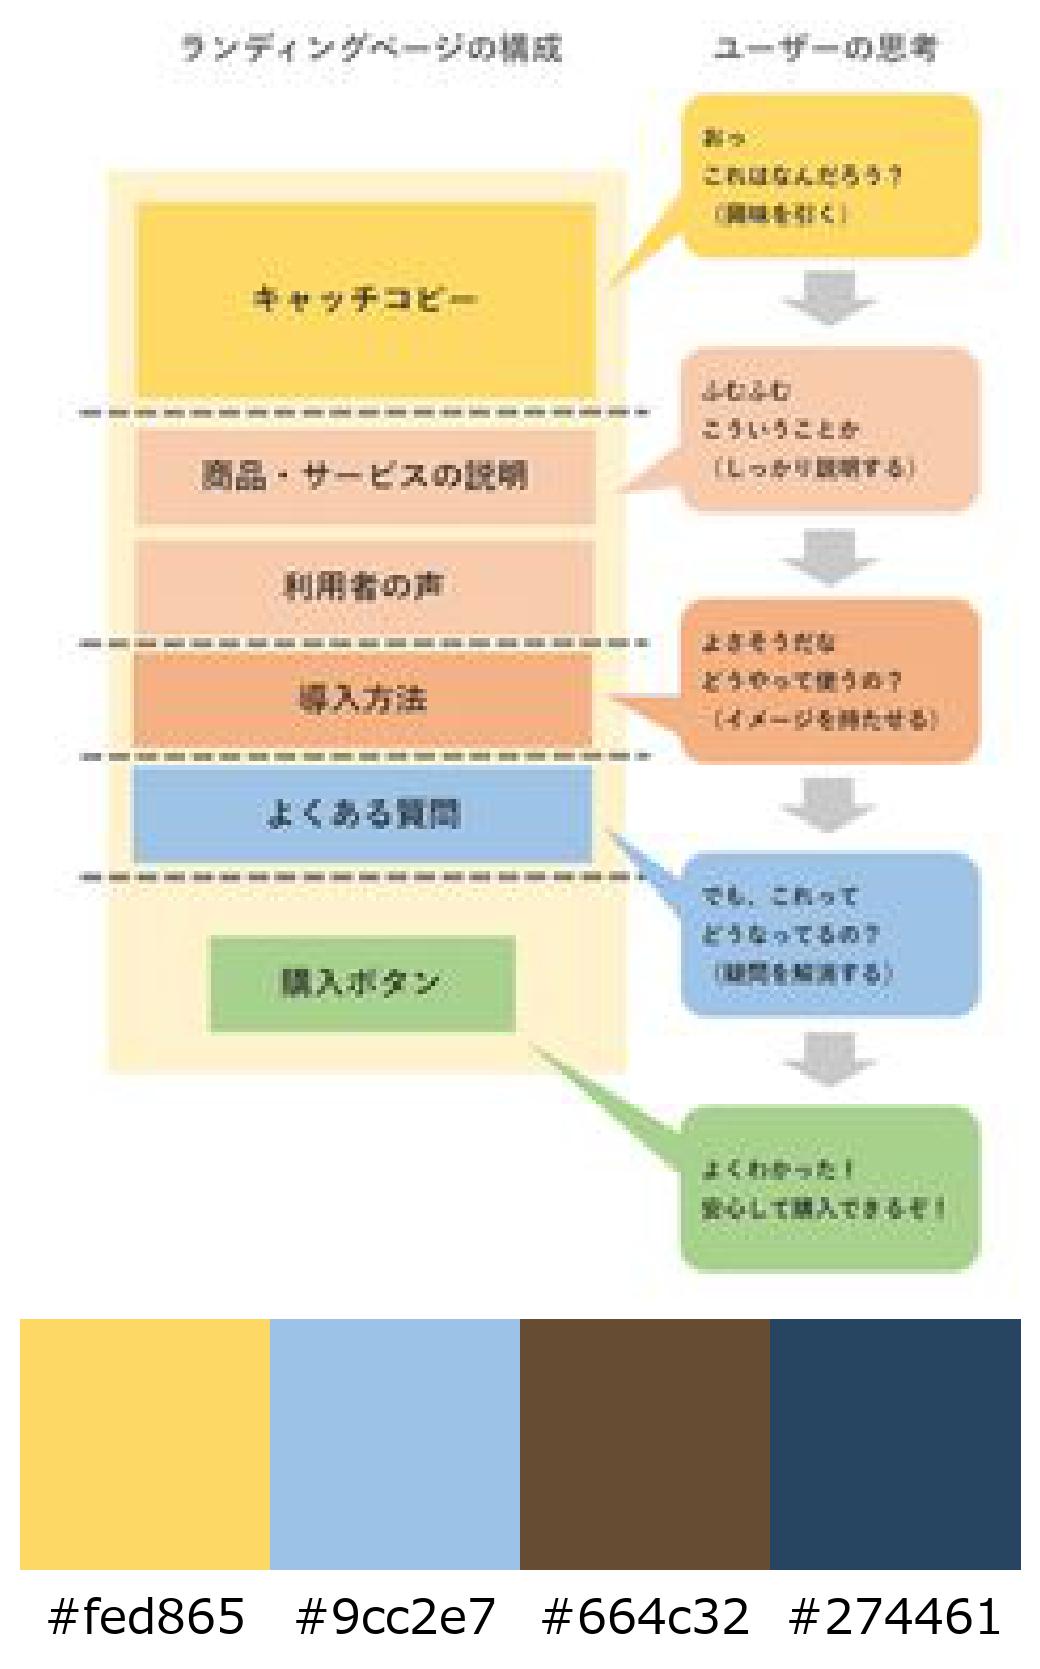 ランディングページの構成
ユーザーの思考
キャッチコピー
商品・サービスの説明
利用者の声
導入方法
よくある質問
購入ボタン
おっ
これはなんだろう？
（興味を引く）
ふむふむ
こういうことか
（しっかり説明する）
よさそうだな
どうやって使うの？
（イメージを持たせる）
でも、これって
どうなってるの？
（疑問を解消する）
よくわかった！
安心して購入できるぞ！
#fed865
#9cc2e7
#664c32
#274461